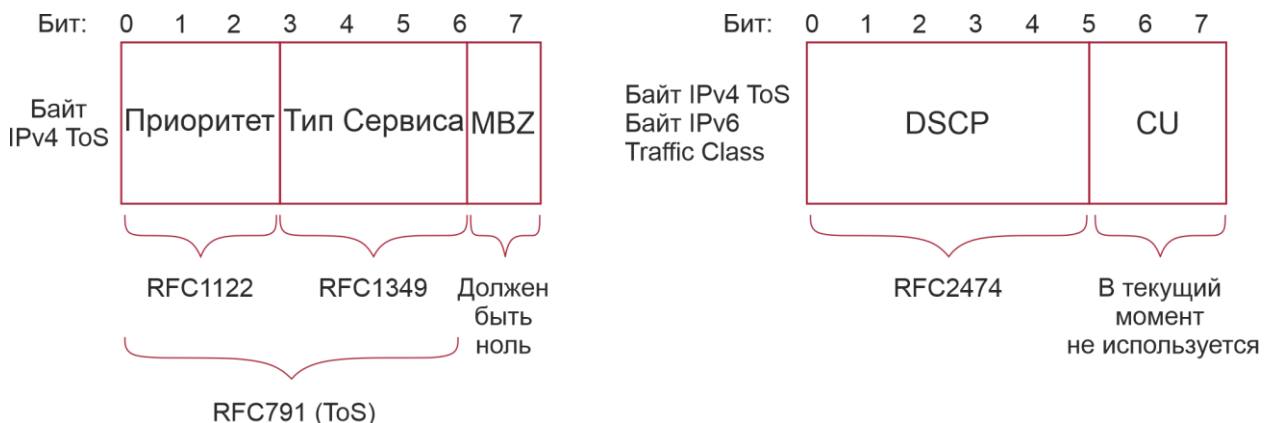 Бит: 0 1 2 3 4 5 6 7
Байт
IPv4 ToS
Приоритет
Тип Сервиса
MBZ
RFC1122
RFC1349
Должен
быть
ноль
RFC791 (ToS)
Бит: 0 1 2 3 4 5 6 7
Байт IPv4 ToS
Байт IPv6
Traffic Class
DSCP
CU
RFC2474
В текущий
момент
не используется